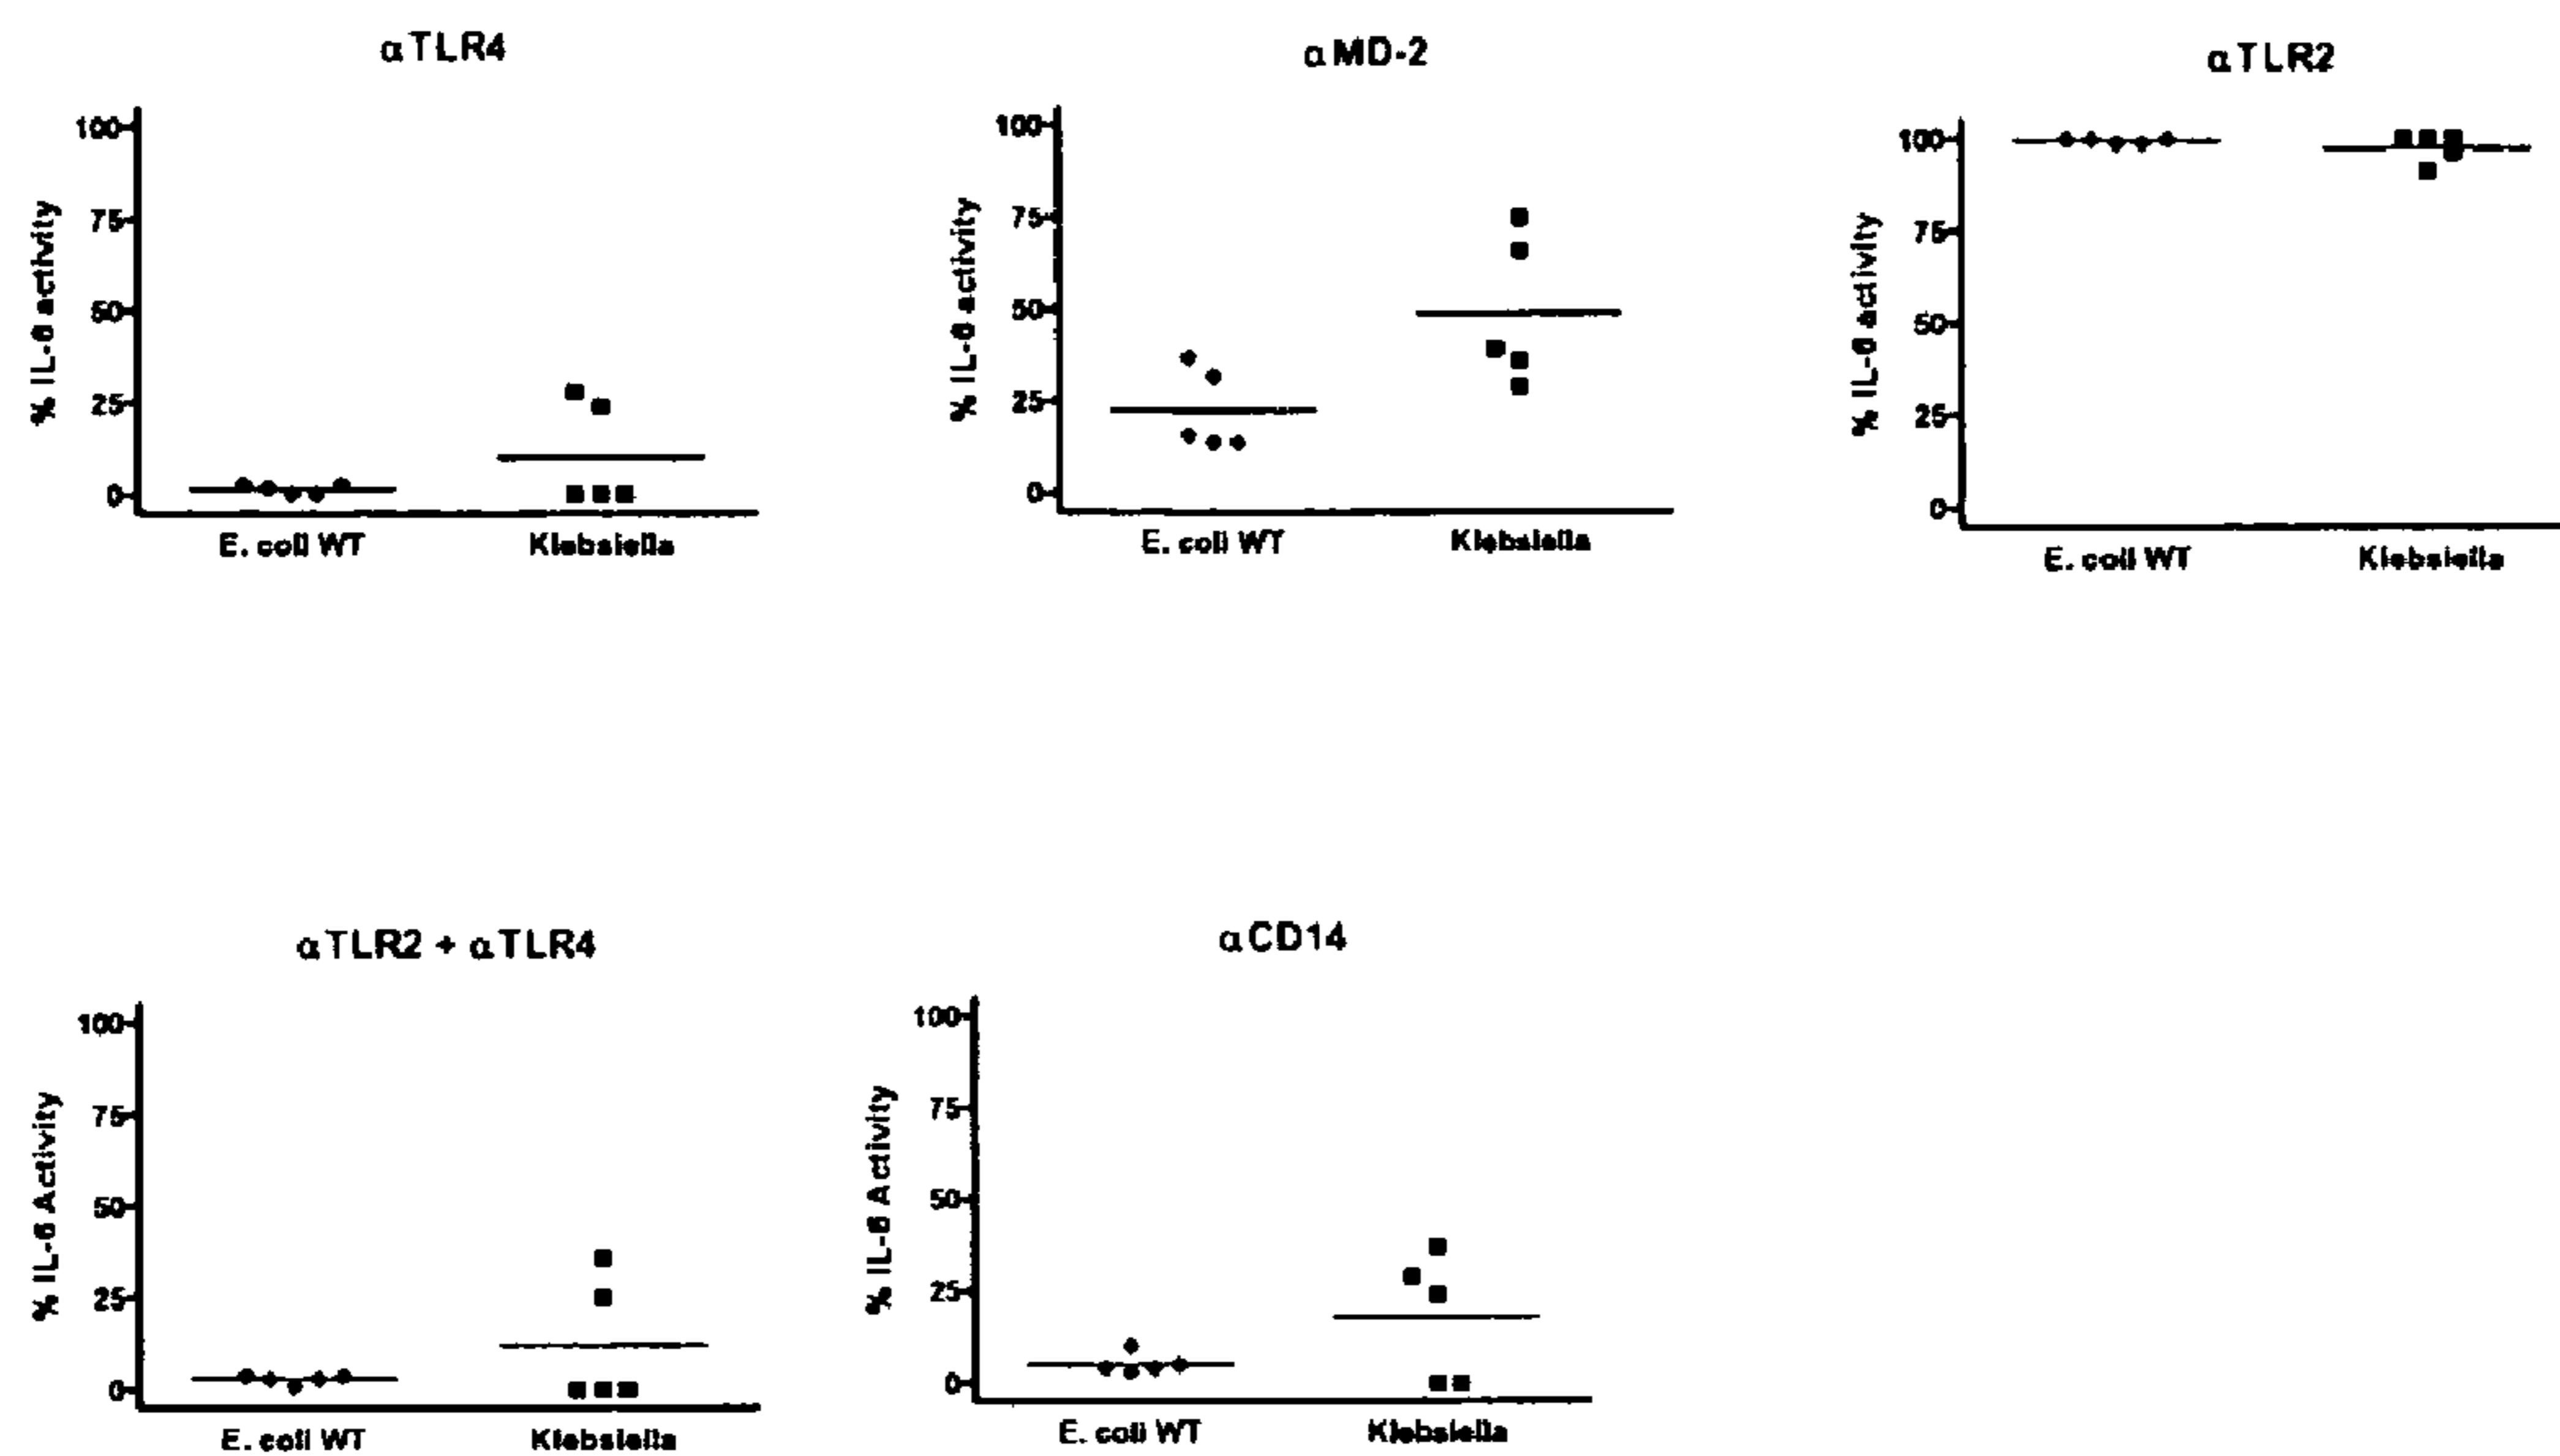 αTLR4
100
75
50
25
0
% IL-6 activity
E. coli WT
Klebsiella
αMD-2
100
75
50
25
0
% IL-6 activity
E. coli WT
Klebsiella
αTLR2
100
75
50
25
0
% IL-6 activity
E. coli WT
Klebsiella
αTLR2 + αTLR4
100
75
50
25
0
% IL-6 Activity
E. coli WT
Klebsiella
αCD14
100
75
50
25
0
% IL-6 Activity
E. coli WT
Klebsiella